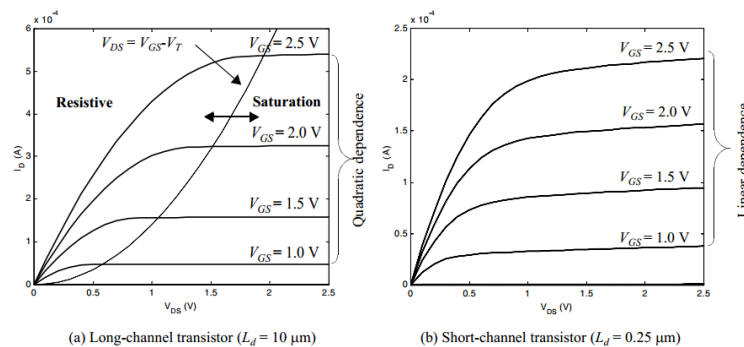 6 x 10⁻⁴
V_DS = V_GS-V_T
V_GS = 2.5 V
5
Resistive
Saturation
4
V_GS = 2.0 V
3
2
V_GS = 1.5 V
1
V_GS = 1.0 V
0
0 0.5 1 1.5 2 2.5
I_D (A)
V_DS (V)
Quadratic dependence
(a) Long-channel transistor (L_d = 10 μm)
2.5 x 10⁻⁴
V_GS = 2.5 V
2
V_GS = 2.0 V
1.5
1
V_GS = 1.5 V
0.5
V_GS = 1.0 V
0
0 0.5 1 1.5 2 2.5
I_D (A)
V_DS (V)
Linear dependence
(b) Short-channel transistor (L_d = 0.25 μm)